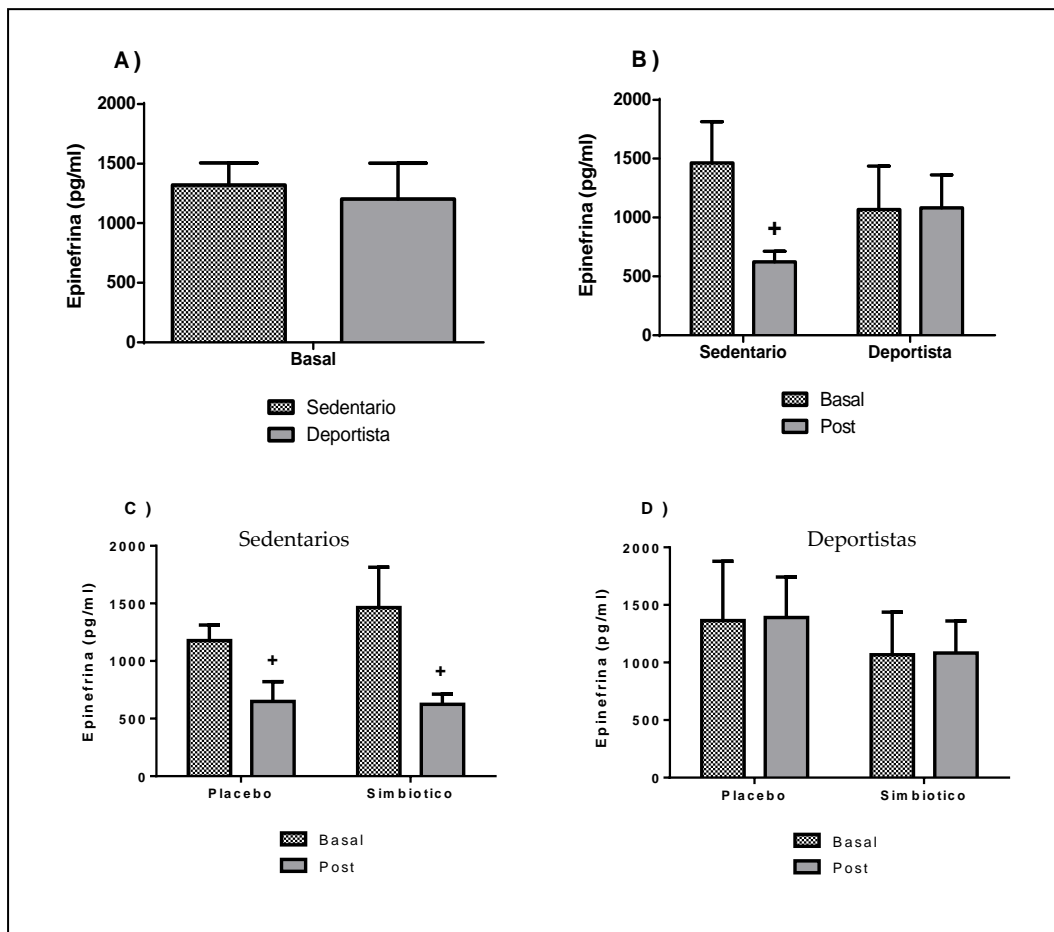 A)
Epinefrina (pg/ml)
2000
1500
1000
500
0
Basal
Sedentario
Deportista
B)
Epinefrina (pg/ml)
2000
1500
1000
500
0
+
Sedentario Deportista
Basal
Post
C)
Sedentarios
Epinefrina (pg/ml)
2000
1500
1000
500
0
+ +
Placebo Simbiotico
Basal
Post
D)
Deportistas
Epinefrina (pg/ml)
2000
1500
1000
500
0
Placebo Simbiotico
Basal
Post